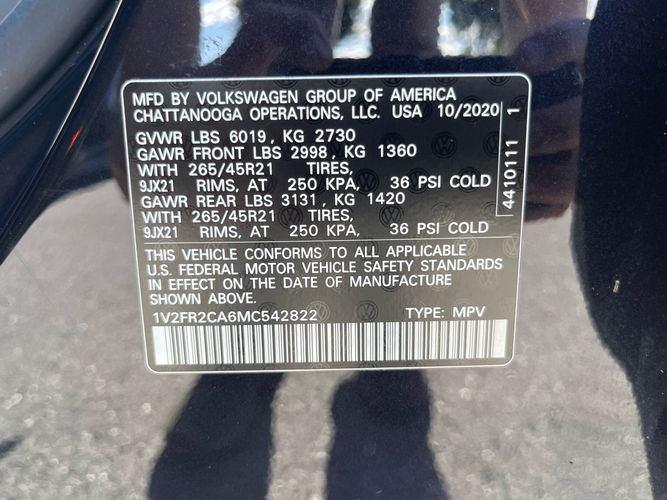 MFD BY VOLKSWAGEN GROUP OF AMERICA
CHATTANOOGA OPERATIONS, LLC. USA 10/2020
GVWR LBS 6019, KG 2730
GAWR FRONT LBS 2998, KG 1360
WITH 265/45R21 TIRES,
9JX21 RIMS, AT 250 KPA, 36 PSI COLD
GAWR REAR LBS 3131, KG 1420
WITH 265/45R21 TIRES,
9JX21 RIMS, AT 250 KPA, 36 PSI COLD
THIS VEHICLE CONFORMS TO ALL APPLICABLE
U.S. FEDERAL MOTOR VEHICLE SAFETY STANDARDS
IN EFFECT ON THE DATE OF MANUFACTURE
SHOWN ABOVE.
1V2FR2CA6MC542822 TYPE: MPV
4410111 1